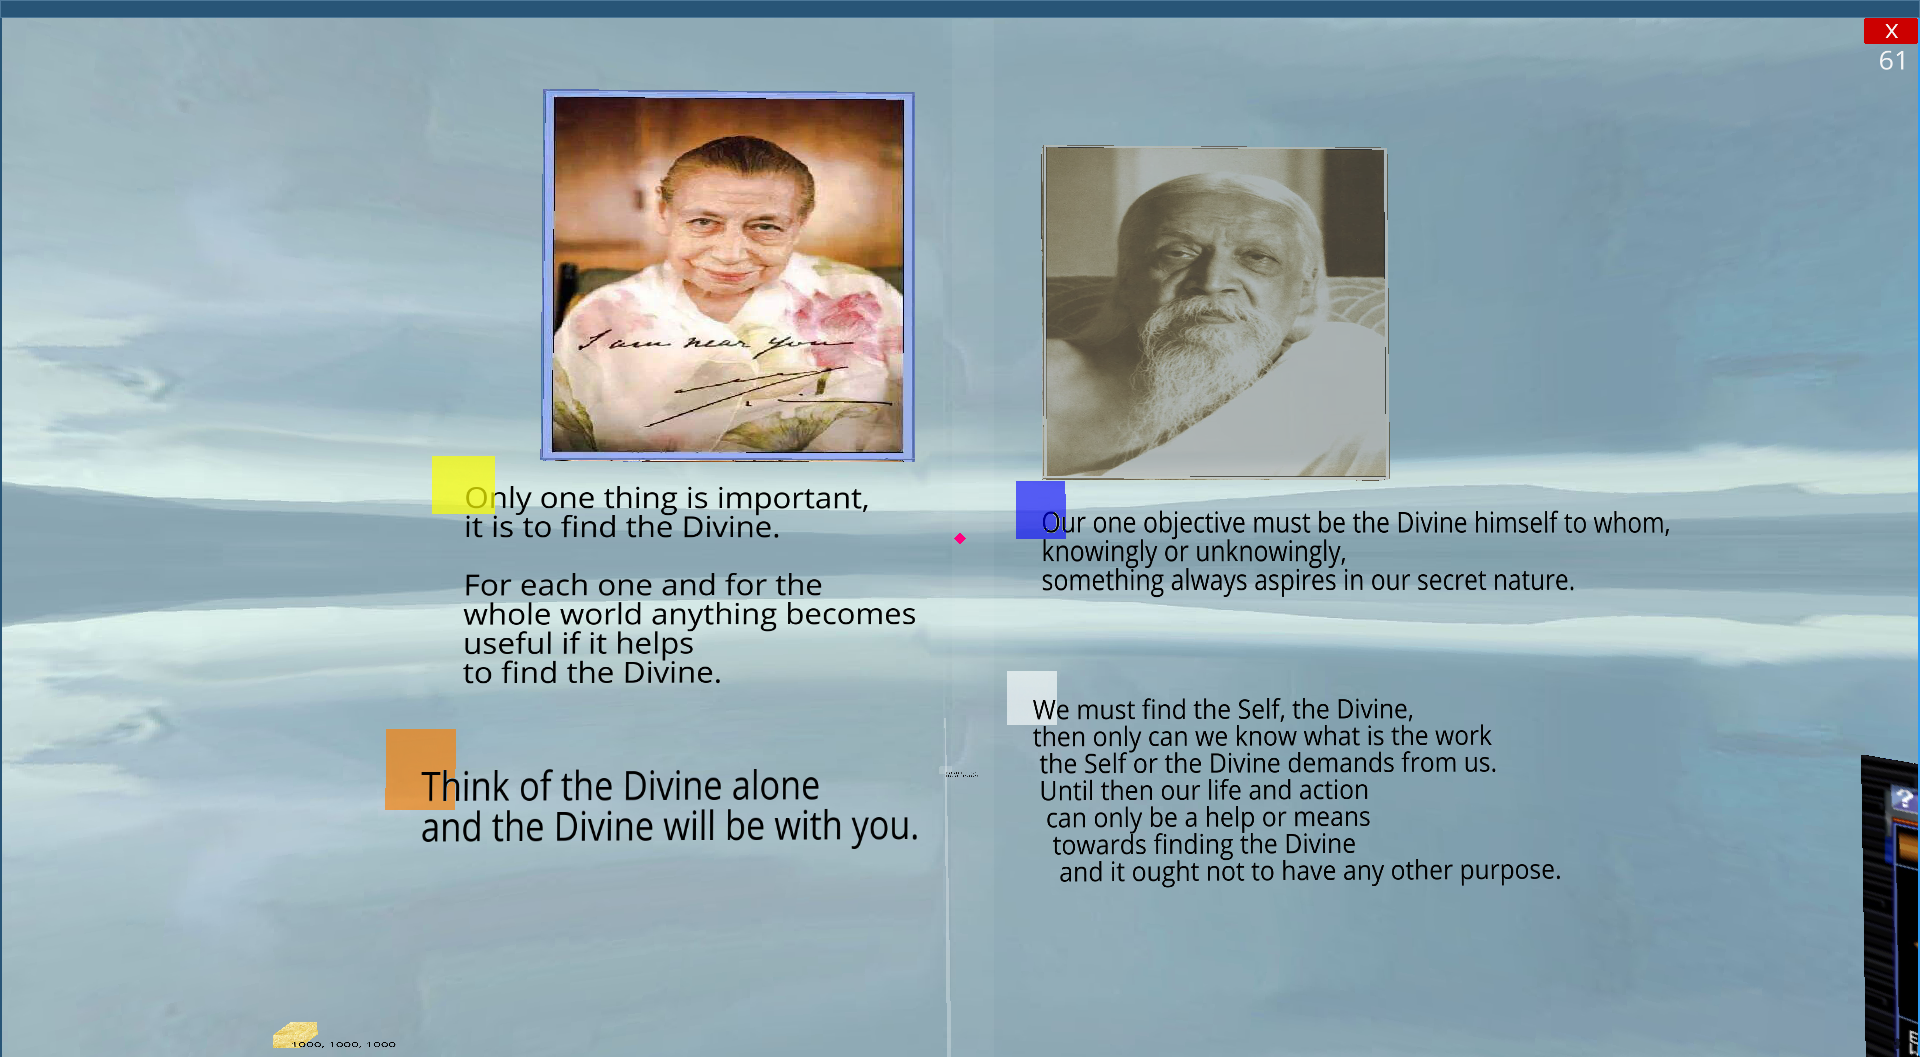 X
61
I am near you
Only one thing is important,
it is to find the Divine.
For each one and for the
whole world anything becomes
useful if it helps
to find the Divine.
Think of the Divine alone
and the Divine will be with you.
Our one objective must be the Divine himself to whom,
knowingly or unknowingly,
something always aspires in our secret nature.
We must find the Self, the Divine,
then only can we know what is the work
the Self or the Divine demands from us.
Until then our life and action
can only be a help or means
towards finding the Divine
and it ought not to have any other purpose.
?
1000, 1000, 1000